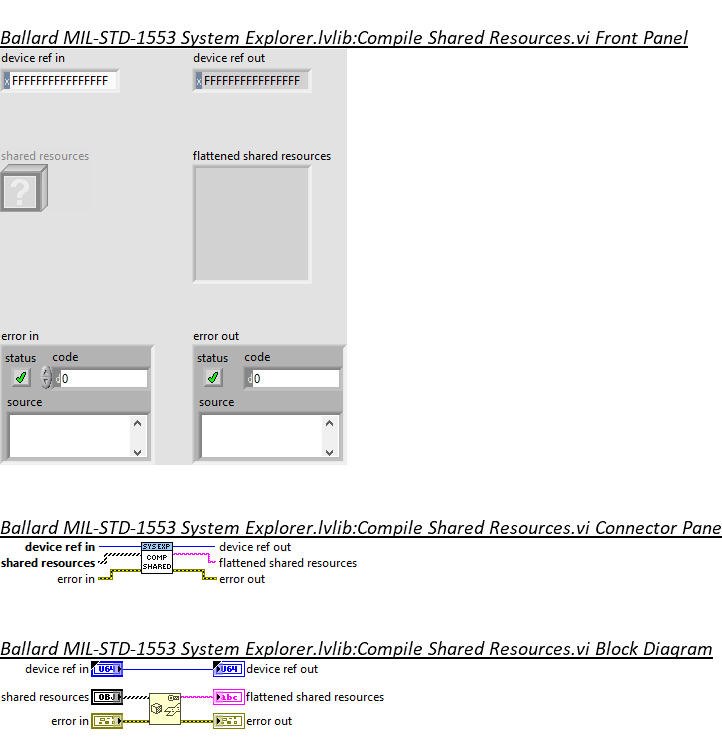 Ballard MIL-STD-1553 System Explorer.lvlib:Compile Shared Resources.vi Front Panel
device ref in device ref out
x FFFFFFFFFFFFFFFF x FFFFFFFFFFFFFFFF
shared resources flattened shared resources
?
error in error out
status code status code
d 0 d 0
source source
Ballard MIL-STD-1553 System Explorer.lvlib:Compile Shared Resources.vi Connector Pane
device ref in SYS EXP device ref out
shared resources COMP SHARED flattened shared resources
error in error out
Ballard MIL-STD-1553 System Explorer.lvlib:Compile Shared Resources.vi Block Diagram
device ref in U64 U64 device ref out
shared resources OBJ abc flattened shared resources
error in error out